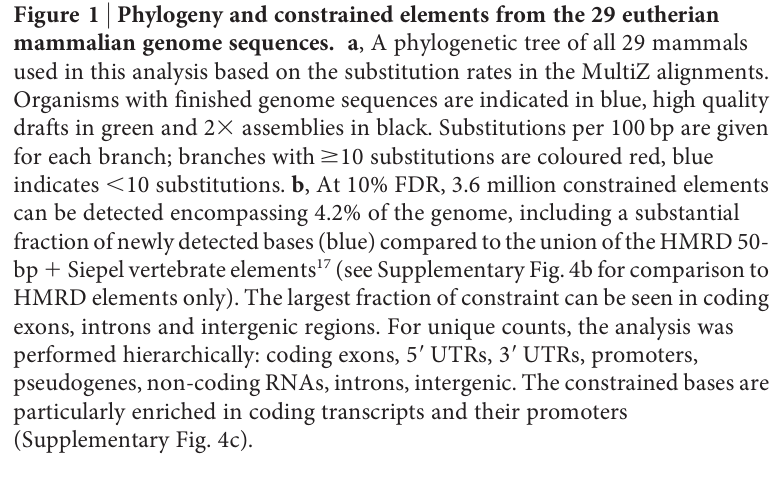 Figure 1 | Phylogeny and constrained elements from the 29 eutherian
mammalian genome sequences. a, A phylogenetic tree of all 29 mammals
used in this analysis based on the substitution rates in the MultiZ alignments.
Organisms with finished genome sequences are indicated in blue, high quality
drafts in green and 2× assemblies in black. Substitutions per 100 bp are given
for each branch; branches with ≥10 substitutions are coloured red, blue
indicates <10 substitutions. b, At 10% FDR, 3.6 million constrained elements
can be detected encompassing 4.2% of the genome, including a substantial
fraction of newly detected bases (blue) compared to the union of the HMRD 50-
bp + Siepel vertebrate elements¹⁷ (see Supplementary Fig. 4b for comparison to
HMRD elements only). The largest fraction of constraint can be seen in coding
exons, introns and intergenic regions. For unique counts, the analysis was
performed hierarchically: coding exons, 5′ UTRs, 3′ UTRs, promoters,
pseudogenes, non-coding RNAs, introns, intergenic. The constrained bases are
particularly enriched in coding transcripts and their promoters
(Supplementary Fig. 4c).